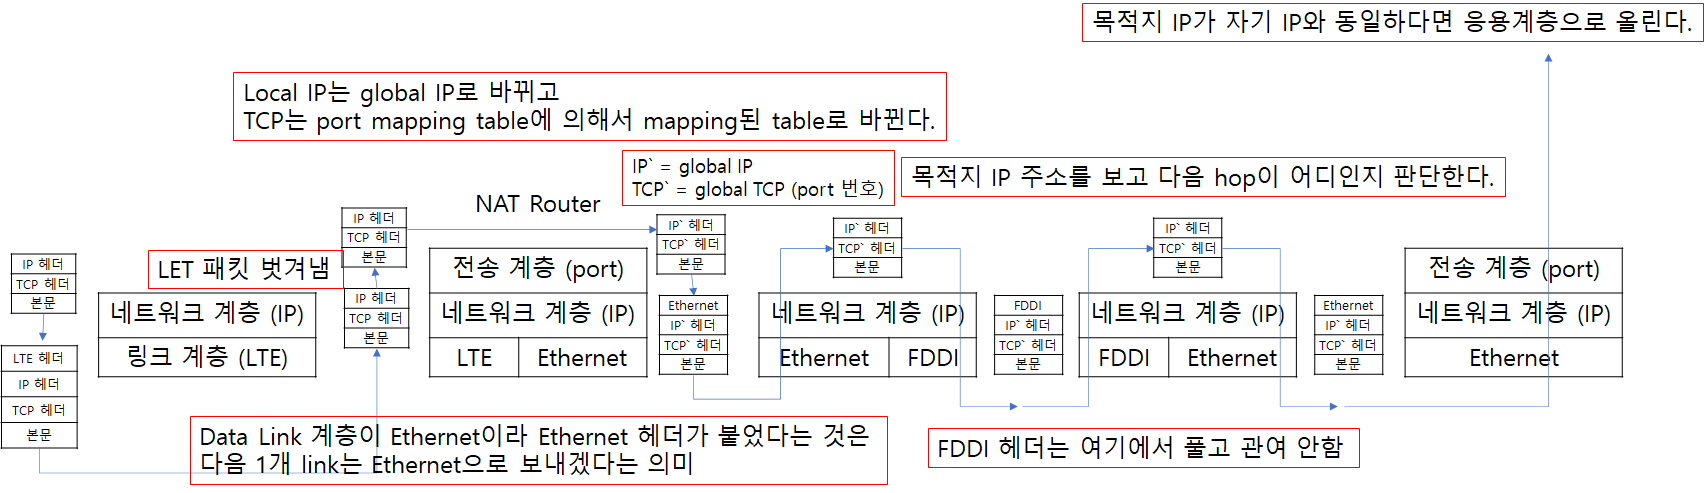 목적지 IP가 자기 IP와 동일하다면 응용계층으로 올린다.
Local IP는 global IP로 바뀌고
TCP는 port mapping table에 의해서 mapping된 table로 바뀐다.
IP` = global IP
TCP` = global TCP (port 번호)
목적지 IP 주소를 보고 다음 hop이 어디인지 판단한다.
NAT Router
IP 헤더
TCP 헤더
본문
LTE 헤더
IP 헤더
TCP 헤더
본문
네트워크 계층 (IP)
링크 계층 (LTE)
LET 패킷 벗겨냄
IP 헤더
TCP 헤더
본문
IP 헤더
TCP 헤더
본문
전송 계층 (port)
네트워크 계층 (IP)
LTE
Ethernet
IP` 헤더
TCP` 헤더
본문
Ethernet
IP` 헤더
TCP` 헤더
본문
IP` 헤더
TCP` 헤더
본문
네트워크 계층 (IP)
Ethernet
FDDI
FDDI
IP` 헤더
TCP` 헤더
본문
IP` 헤더
TCP` 헤더
본문
네트워크 계층 (IP)
FDDI
Ethernet
Ethernet
IP` 헤더
TCP` 헤더
본문
전송 계층 (port)
네트워크 계층 (IP)
Ethernet
Data Link 계층이 Ethernet이라 Ethernet 헤더가 붙었다는 것은
다음 1개 link는 Ethernet으로 보내겠다는 의미
FDDI 헤더는 여기에서 풀고 관여 안함